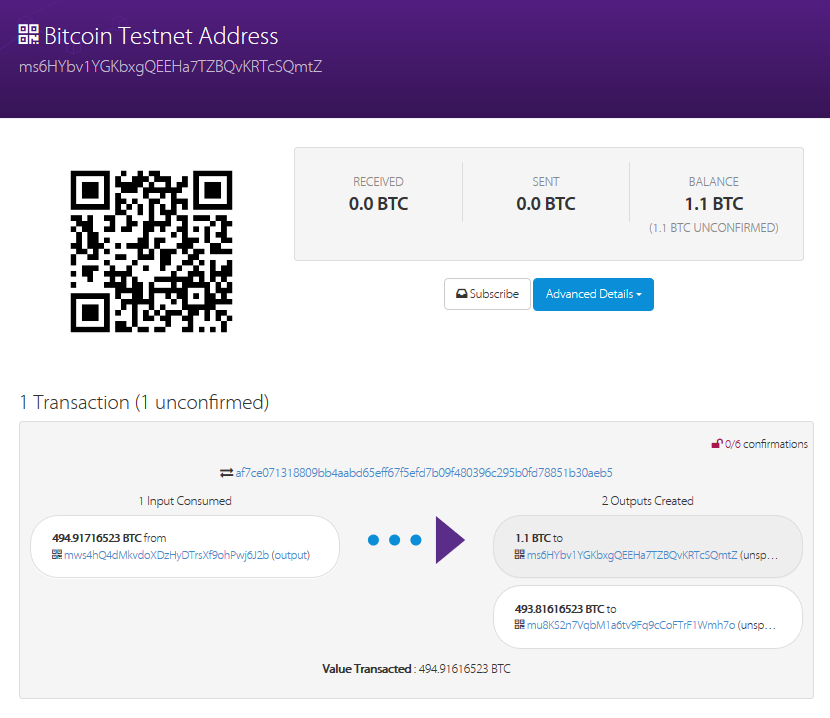 Bitcoin Testnet Address
ms6HYbv1YGKbxgQEEHa7TZBQvKRTcSQmtZ
RECEIVED
0.0 BTC
SENT
0.0 BTC
BALANCE
1.1 BTC
(1.1 BTC UNCONFIRMED)
Subscribe
Advanced Details
1 Transaction (1 unconfirmed)
0/6 confirmations
af7ce071318809bb4aabd65eff67f5efd7b09f480396c295b0fd78851b30aeb5
1 Input Consumed
494.91716523 BTC from
mws4hQ4dMkvdoXDzHyDTrsXf9ohPwj6J2b (output)
2 Outputs Created
1.1 BTC to
ms6HYbv1YGKbxgQEEHa7TZBQvKRTcSQmtZ (unsp…
493.81616523 BTC to
mu8KS2n7VqbM1a6tv9Fq9cCoFTrF1Wmh7o (unsp…
Value Transacted : 494.91616523 BTC